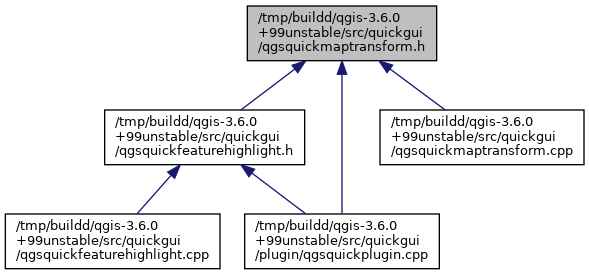 /tmp/buildd/qgis-3.6.0
+99unstable/src/quickgui
/qgsquickmaptransform.h
/tmp/buildd/qgis-3.6.0
+99unstable/src/quickgui
/qgsquickfeaturehighlight.h
/tmp/buildd/qgis-3.6.0
+99unstable/src/quickgui
/qgsquickmaptransform.cpp
/tmp/buildd/qgis-3.6.0
+99unstable/src/quickgui
/qgsquickfeaturehighlight.cpp
/tmp/buildd/qgis-3.6.0
+99unstable/src/quickgui
/plugin/qgsquickplugin.cpp